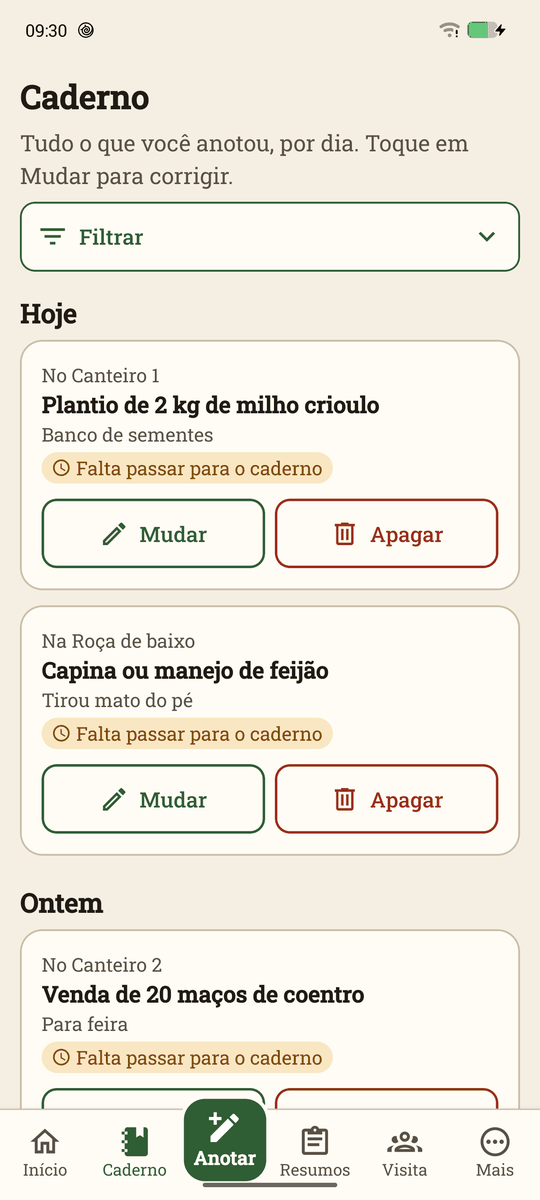 09:30
Caderno
Tudo o que você anotou, por dia. Toque em
Mudar para corrigir.
Filtrar
Hoje
No Canteiro 1
Plantio de 2 kg de milho crioulo
Banco de sementes
Falta passar para o caderno
Mudar
Apagar
Na Roça de baixo
Capina ou manejo de feijão
Tirou mato do pé
Falta passar para o caderno
Mudar
Apagar
Ontem
No Canteiro 2
Venda de 20 maços de coentro
Para feira
Falta passar para o caderno
Início
Caderno
Anotar
Resumos
Visita
Mais